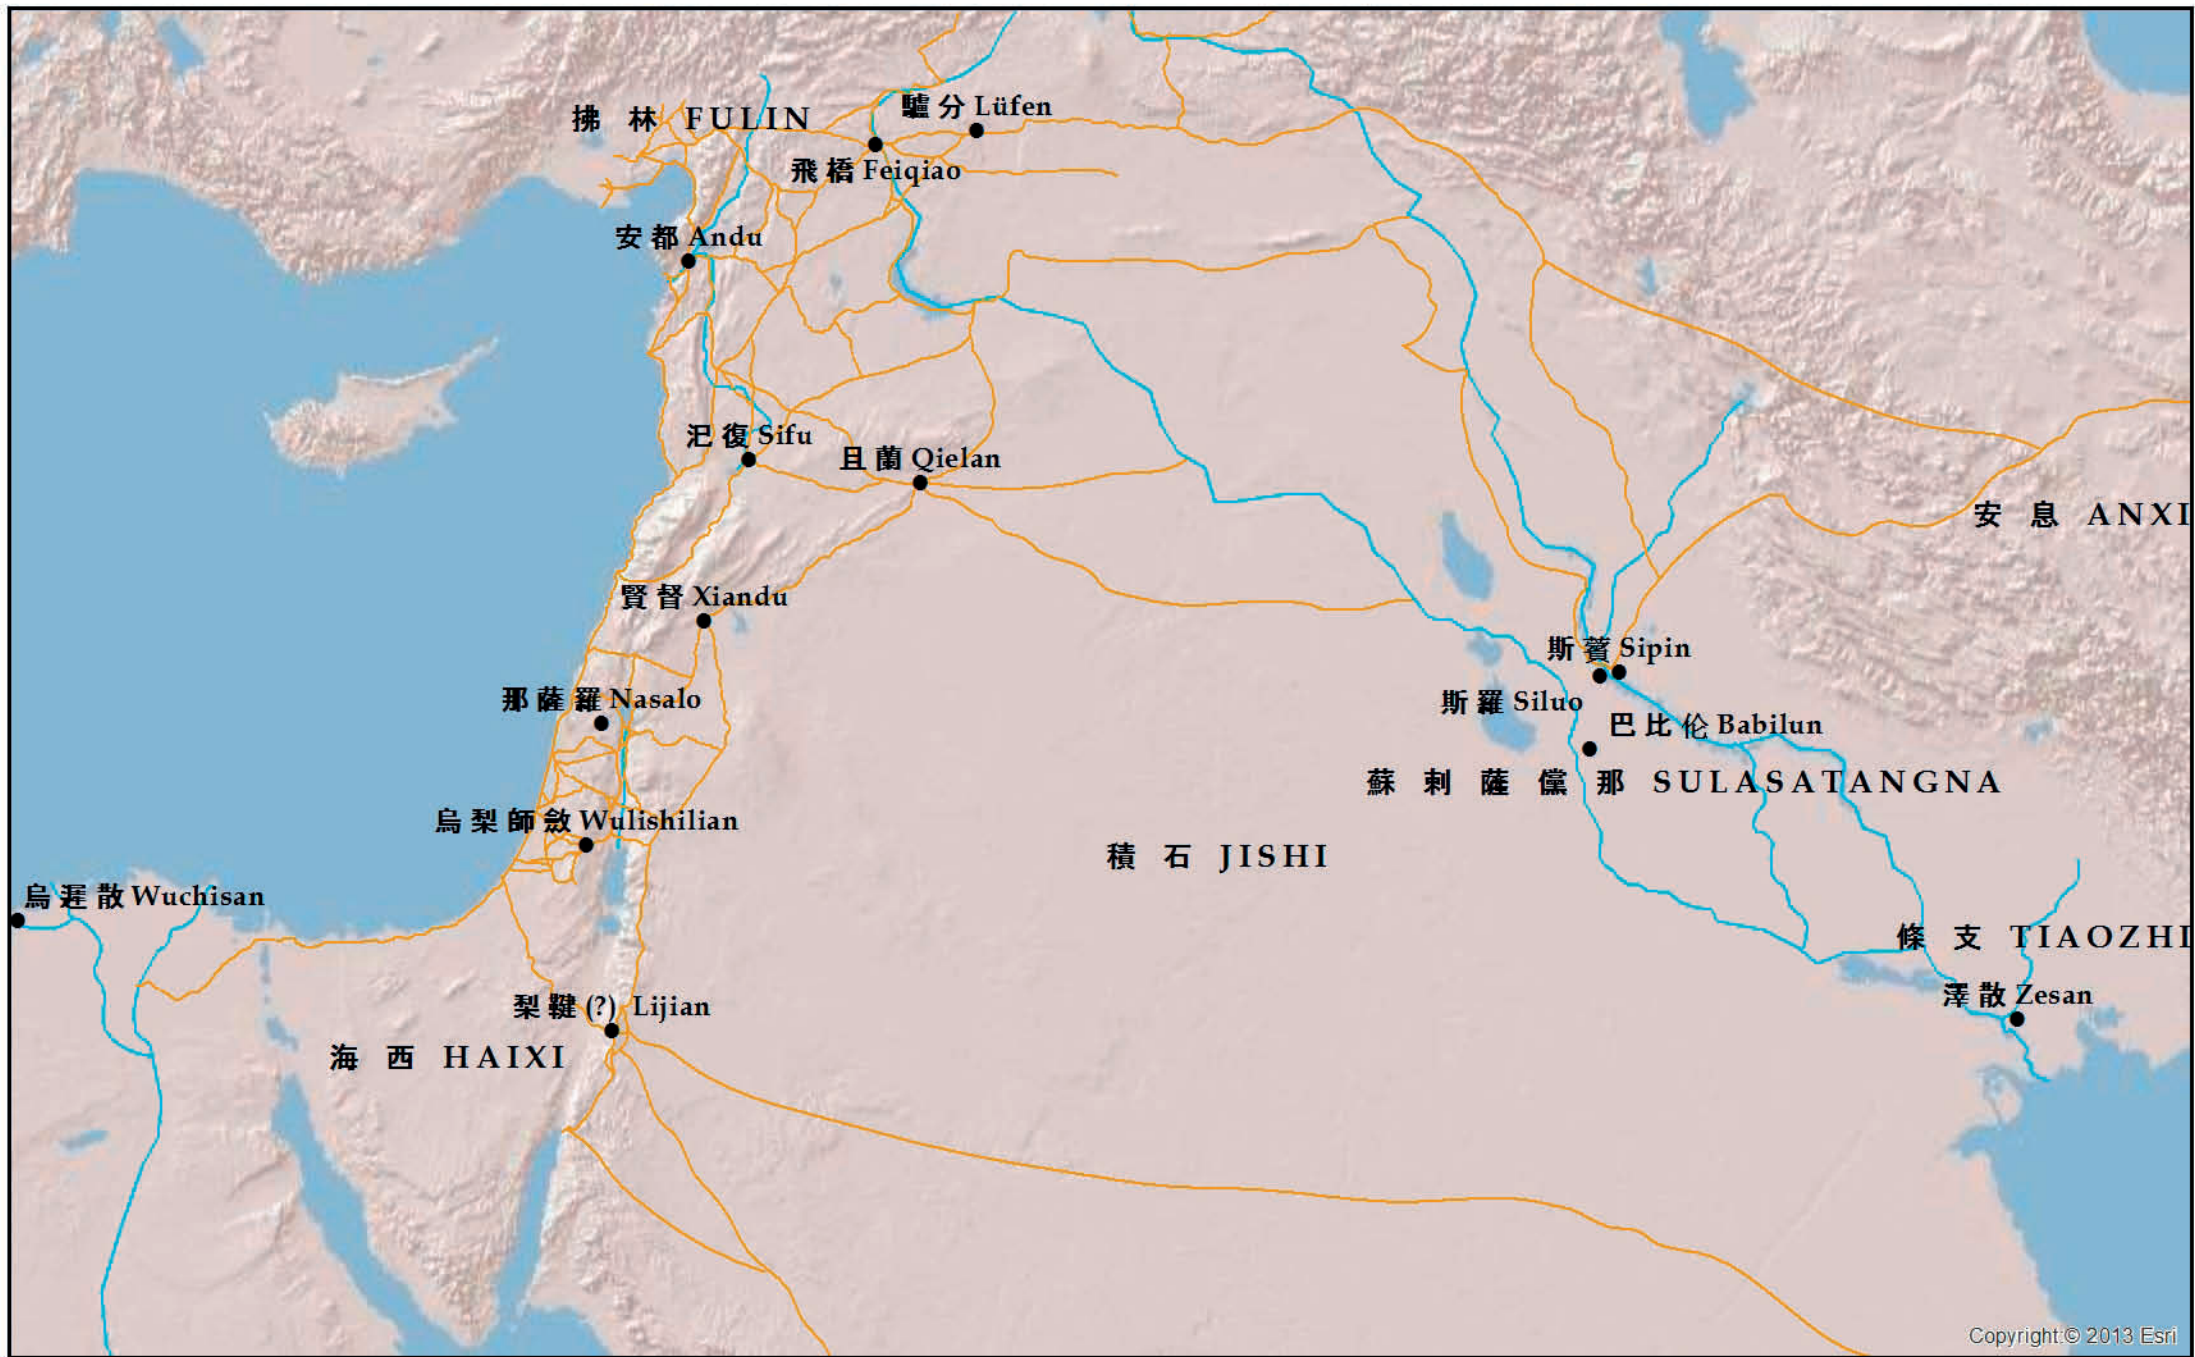 拂 林 FULIN
驢分 Lüfen
飛橋 Feiqiao
安都 Andu
汜復 Sifu
且蘭 Qielan
安 息 ANXI
賢督 Xiandu
斯薲 Sipin
那薩羅 Nasalo
斯羅 Siluo
巴比伦 Babilun
蘇 剌 薩 儻 那 SULASATANGNA
烏梨師斂 Wulishilian
積 石 JISHI
烏遲散 Wuchisan
條 支 TIAOZHI
澤散 Zesan
梨鞬(?) Lijian
海 西 HAIXI
Copyright:© 2013 Esri